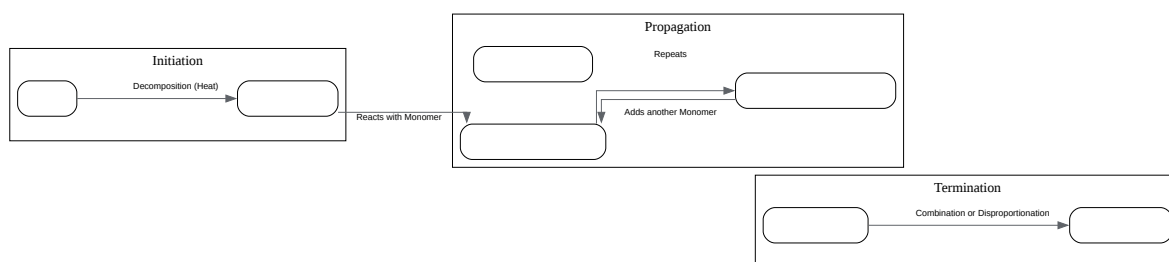 Propagation
Initiation
Repeats
Decomposition (Heat)
Adds another Monomer
Reacts with Monomer
Termination
Combination or Disproportionation